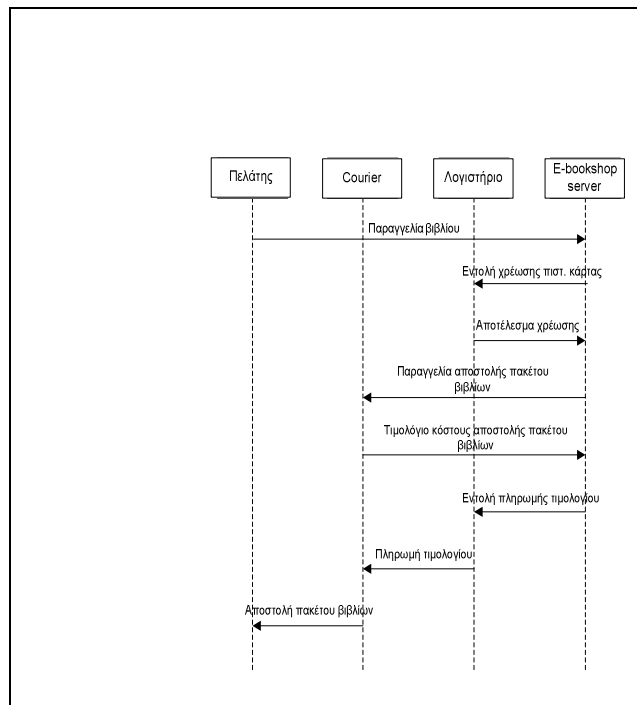 Πελάτης
Courier
Λογιστήριο
E-bookshop
server
Παραγγελία βιβλίου
Εντολή χρέωσης πιστ. κάρτας
Αποτέλεσμα χρέωσης
Παραγγελία αποστολής πακέτου
βιβλίων
Τιμολόγιο κόστους αποστολής πακέτου
βιβλίων
Εντολή πληρωμής τιμολογίου
Πληρωμή τιμολογίου
Αποστολή πακέτου βιβλίων